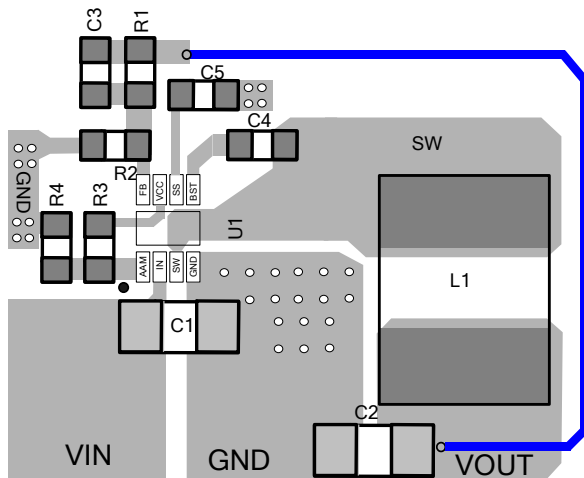 C3
R1
C5
C4
SW
R2
GND
R4
R3
FB
VCC
SS
BST
U1
AAM
IN
SW
GND
L1
C1
C2
VIN
GND
VOUT